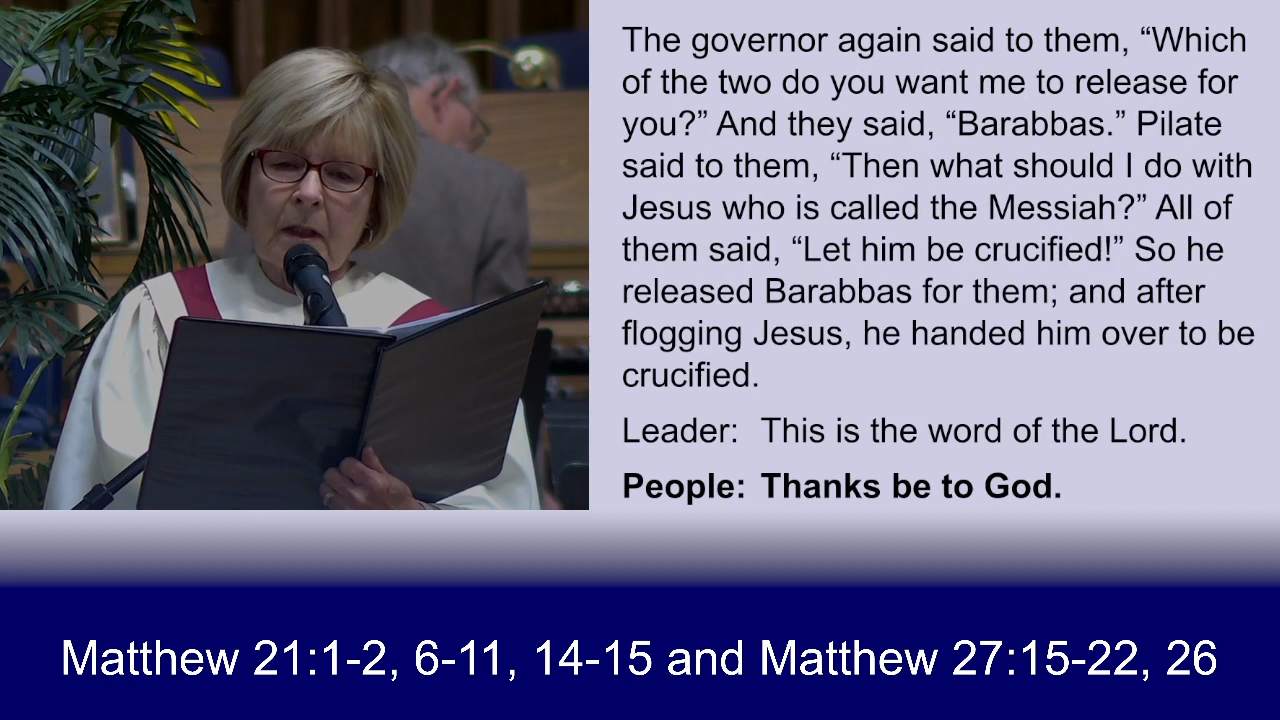 The governor again said to them, “Which
of the two do you want me to release for
you?” And they said, “Barabbas.” Pilate
said to them, “Then what should I do with
Jesus who is called the Messiah?” All of
them said, “Let him be crucified!” So he
released Barabbas for them; and after
flogging Jesus, he handed him over to be
crucified.
Leader: This is the word of the Lord.
People: Thanks be to God.
Matthew 21:1-2, 6-11, 14-15 and Matthew 27:15-22, 26